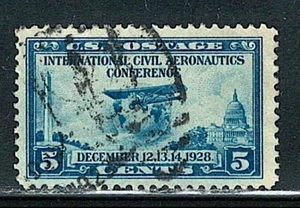 U.S. POSTAGE
INTERNATIONAL CIVIL AERONAUTICS
CONFERENCE
DECEMBER 12.13.14 1928.
5 CENTS 5